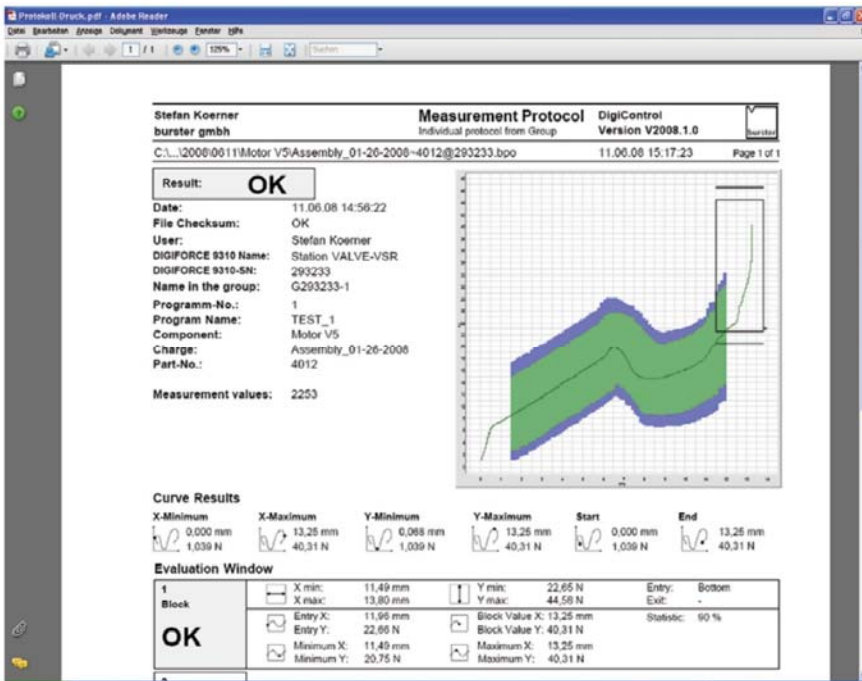 Protokoll Druck.pdf - Adobe Reader
Datei Bearbeiten Anzeige Dokument Werkzeuge Fenster Hilfe
1 / 1 125% Suchen
Stefan Koerner Measurement Protocol DigiControl
burster gmbh Individual protocol from Group Version V2008.1.0 burster
C:\...\2008\0611\Motor V5\Assembly_01-26-2008~4012@293233.bpo 11.06.08 15:17:23 Page 1 of 1
Result: OK
Date: 11.06.08 14:56:22
File Checksum: OK
User: Stefan Koerner
DIGIFORCE 9310 Name: Station VALVE-VSR
DIGIFORCE 9310-SN: 293233
Name in the group: G293233-1
Programm-No.: 1
Program Name: TEST_1
Component: Motor V5
Charge: Assembly_01-26-2008
Part-No.: 4012
Measurement values: 2253
Curve Results
X-Minimum X-Maximum Y-Minimum Y-Maximum Start End
0,000 mm 13,25 mm 0,068 mm 13,25 mm 0,000 mm 13,25 mm
1,039 N 40,31 N 1,039 N 40,31 N 1,039 N 40,31 N
Evaluation Window
1 X min: 11,49 mm Y min: 22,65 N Entry: Bottom
Block X max: 13,80 mm Y max: 44,58 N Exit: -
OK Entry X: 11,96 mm Block Value X: 13,25 mm Statistic: 90 %
Entry Y: 22,66 N Block Value Y: 40,31 N
Minimum X: 11,49 mm Maximum X: 13,25 mm
Minimum Y: 20,75 N Maximum Y: 40,31 N